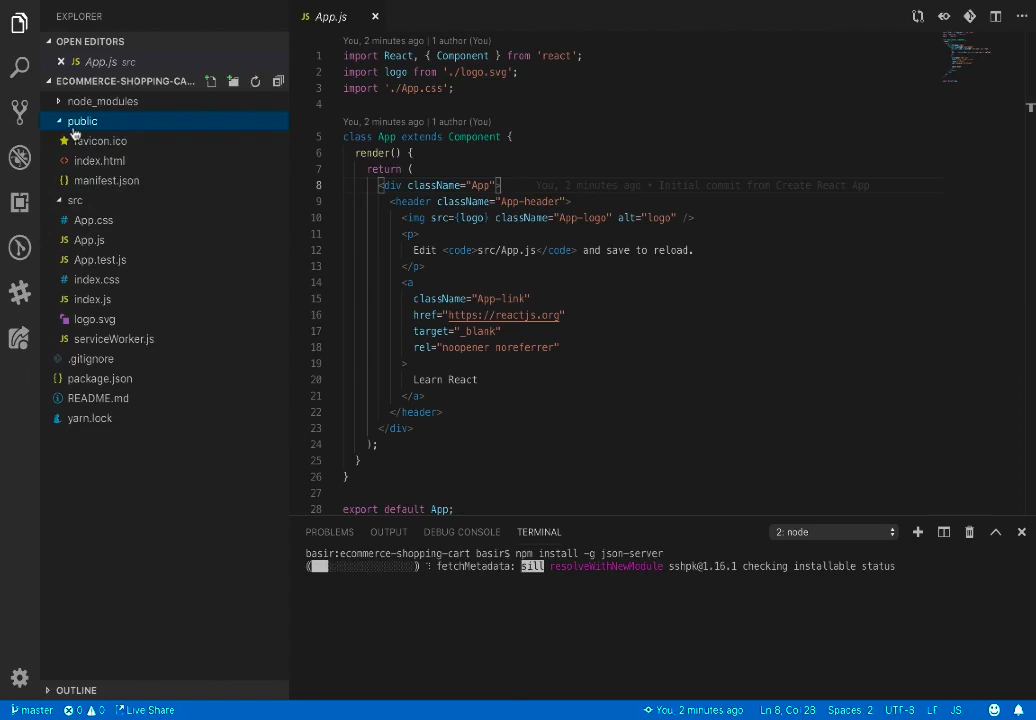 EXPLORER
OPEN EDITORS
App.js src
ECOMMERCE-SHOPPING-CA...
node_modules
public
favicon.ico
index.html
manifest.json
src
App.css
App.js
App.test.js
index.css
index.js
logo.svg
serviceWorker.js
.gitignore
package.json
README.md
yarn.lock
OUTLINE
App.js
You, 2 minutes ago | 1 author (You)
1 import React, { Component } from 'react';
2 import logo from './logo.svg';
3 import './App.css';
4
You, 2 minutes ago | 1 author (You)
5 class App extends Component {
6 render() {
7 return (
8 <div className="App"> You, 2 minutes ago • Initial commit from Create React App
9 <header className="App-header">
10 <img src={logo} className="App-logo" alt="logo" />
11 <p>
12 Edit <code>src/App.js</code> and save to reload.
13 </p>
14 <a
15 className="App-link"
16 href="https://reactjs.org"
17 target="_blank"
18 rel="noopener noreferrer"
19 >
20 Learn React
21 </a>
22 </header>
23 </div>
24 );
25 }
26 }
27
28 export default App;
PROBLEMS OUTPUT DEBUG CONSOLE TERMINAL 2: node
basir:ecommerce-shopping-cart basir$ npm install -g json-server
fetchMetadata: sill resolveWithNewModule sshpk@1.16.1 checking installable status
master 0 0 Live Share You, 2 minutes ago Ln 8, Col 23 Spaces: 2 UTF-8 LF JS